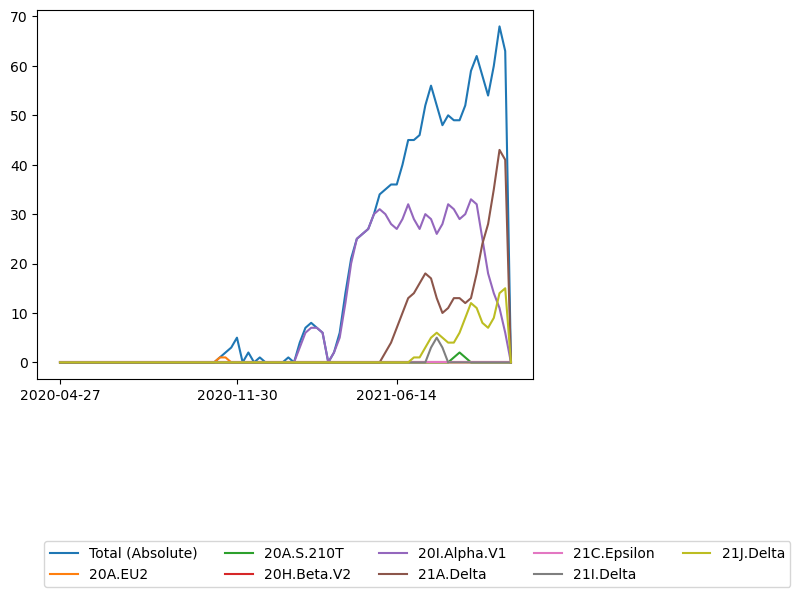 70
60
50
40
30
20
10
0
2020-04-27 2020-11-30 2021-06-14
Total (Absolute) 20A.S.210T 20I.Alpha.V1 21C.Epsilon 21J.Delta
20A.EU2 20H.Beta.V2 21A.Delta 21I.Delta